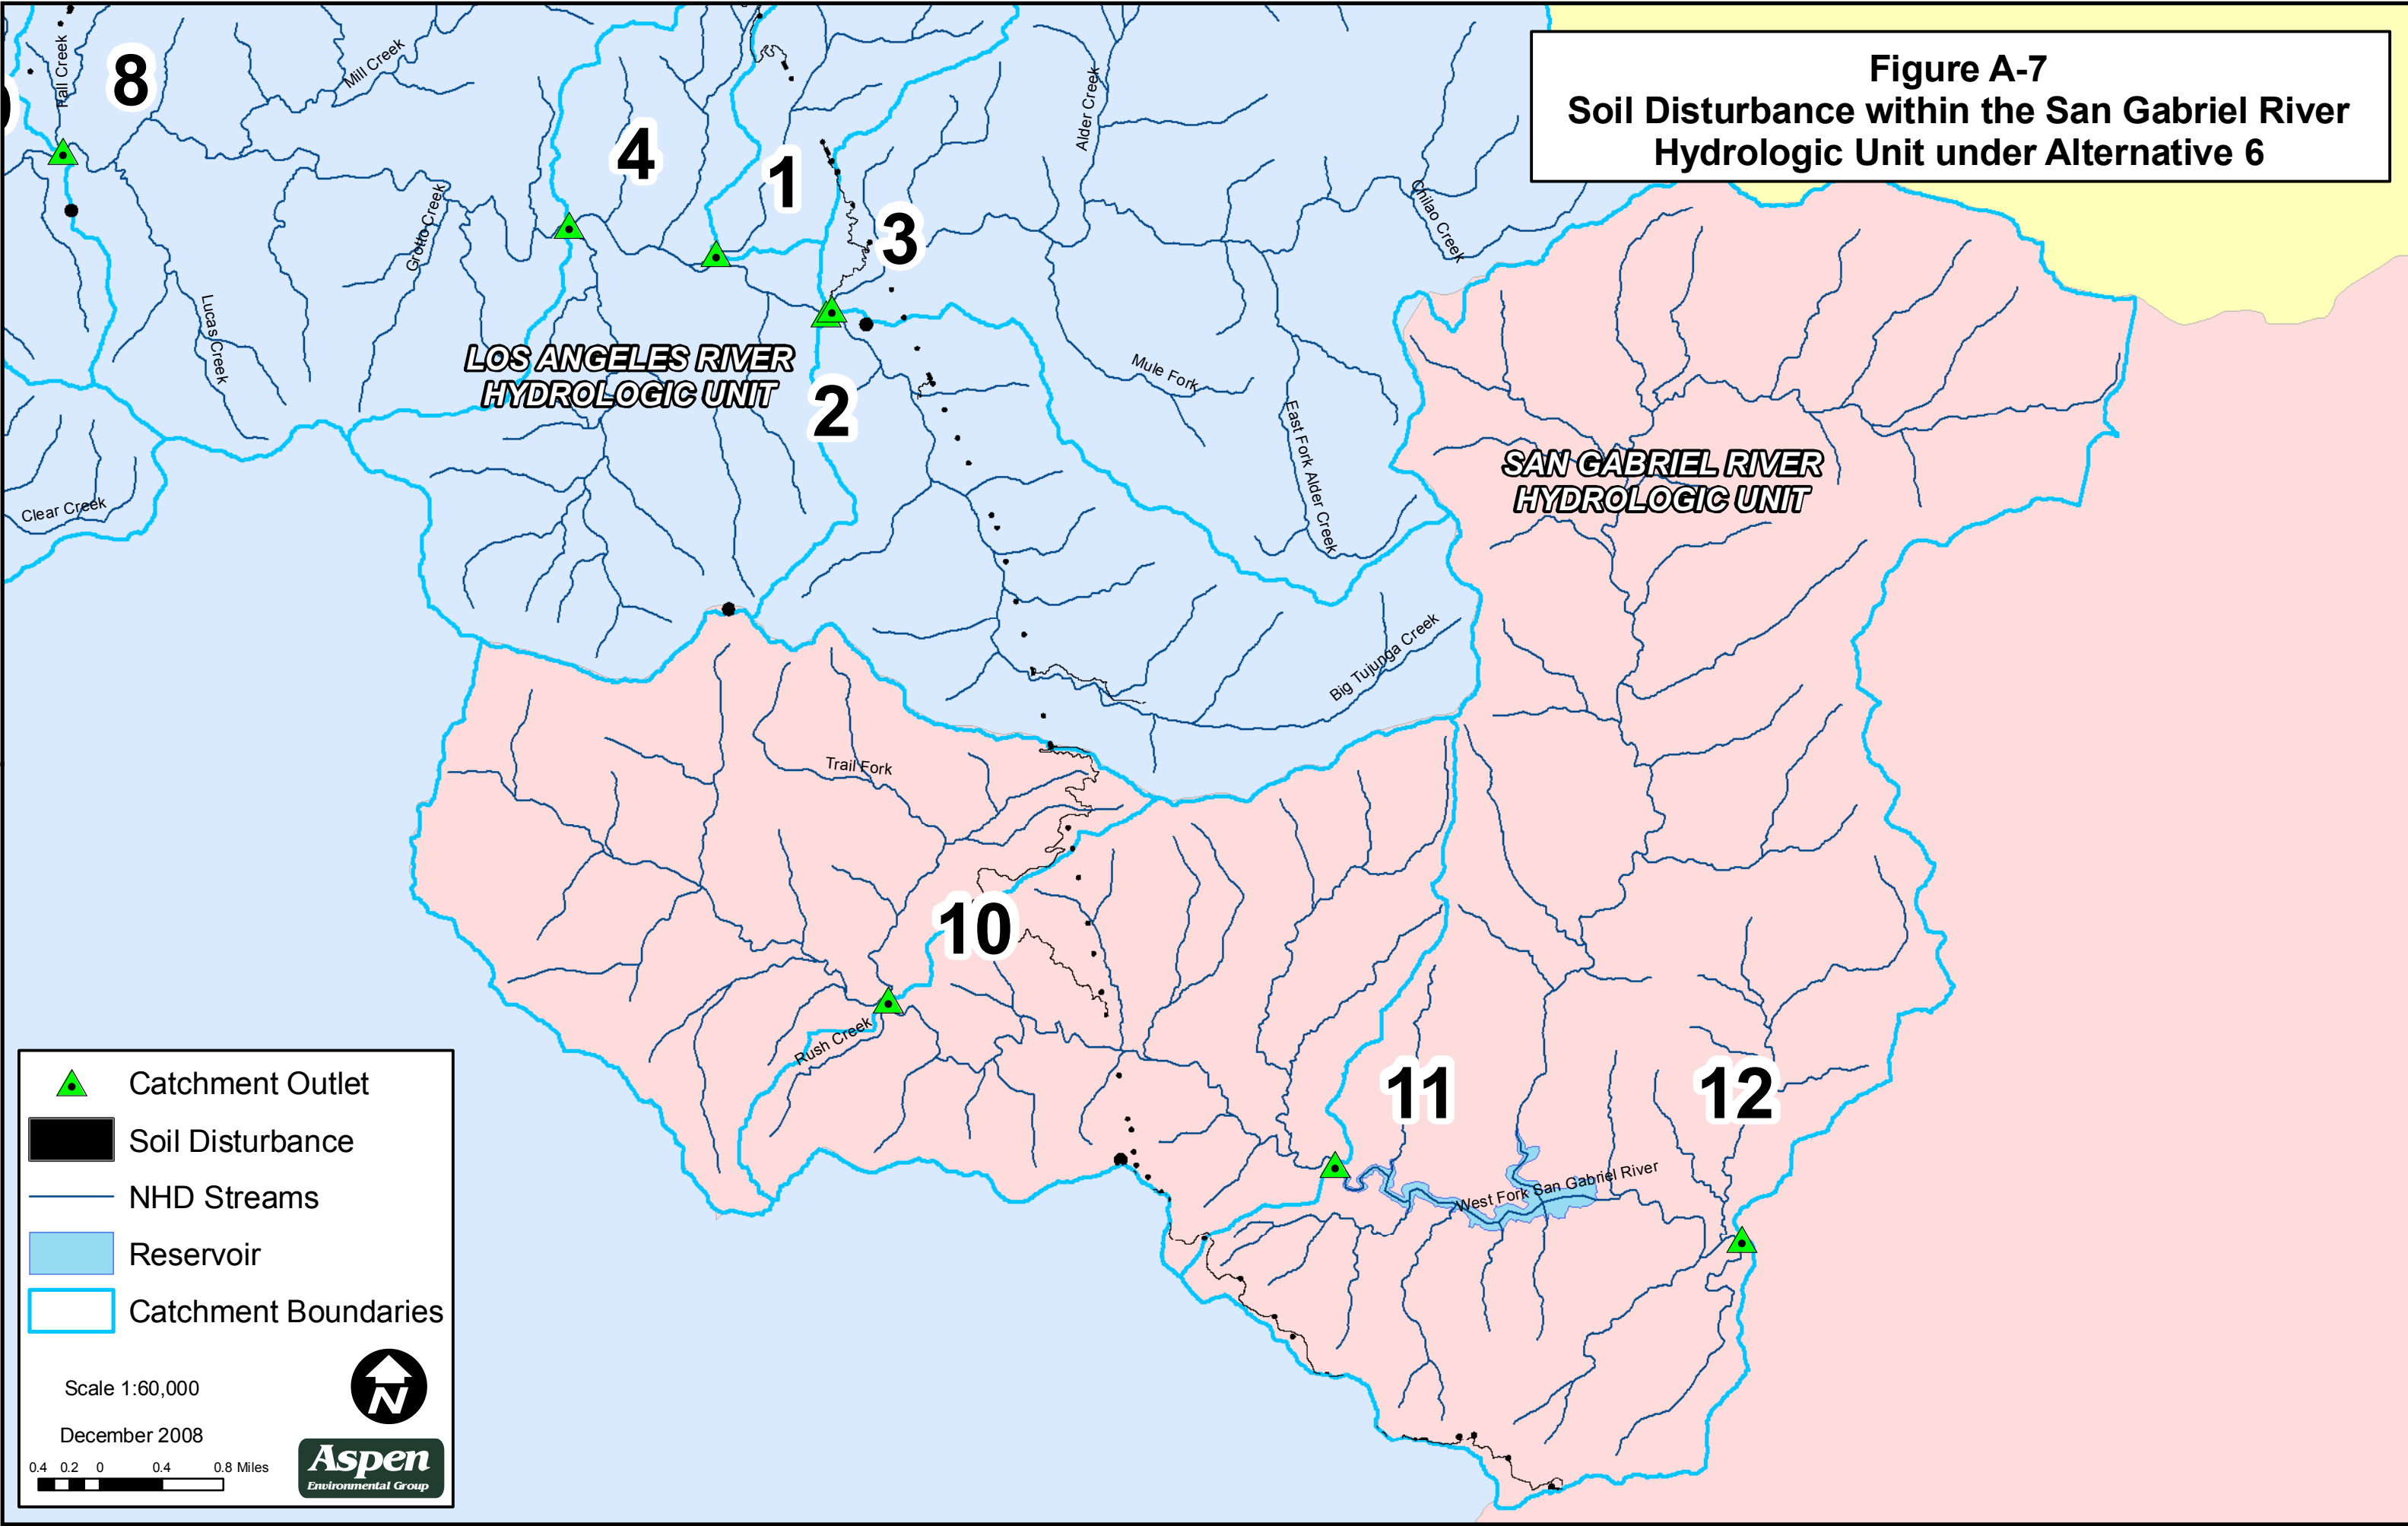 Figure A-7
Soil Disturbance within the San Gabriel River
Hydrologic Unit under Alternative 6
8
Fall Creek
Mill Creek
4
1
3
Alder Creek
Chilao Creek
Grotto Creek
Lucas Creek
LOS ANGELES RIVER
HYDROLOGIC UNIT
2
Mule Fork
East Fork Alder Creek
SAN GABRIEL RIVER
HYDROLOGIC UNIT
Clear Creek
Big Tujunga Creek
Trail Fork
10
Rush Creek
11
12
West Fork San Gabriel River
Catchment Outlet
Soil Disturbance
NHD Streams
Reservoir
Catchment Boundaries
Scale 1:60,000
N
December 2008
0.4 0.2 0 0.4 0.8 Miles
Aspen
Environmental Group